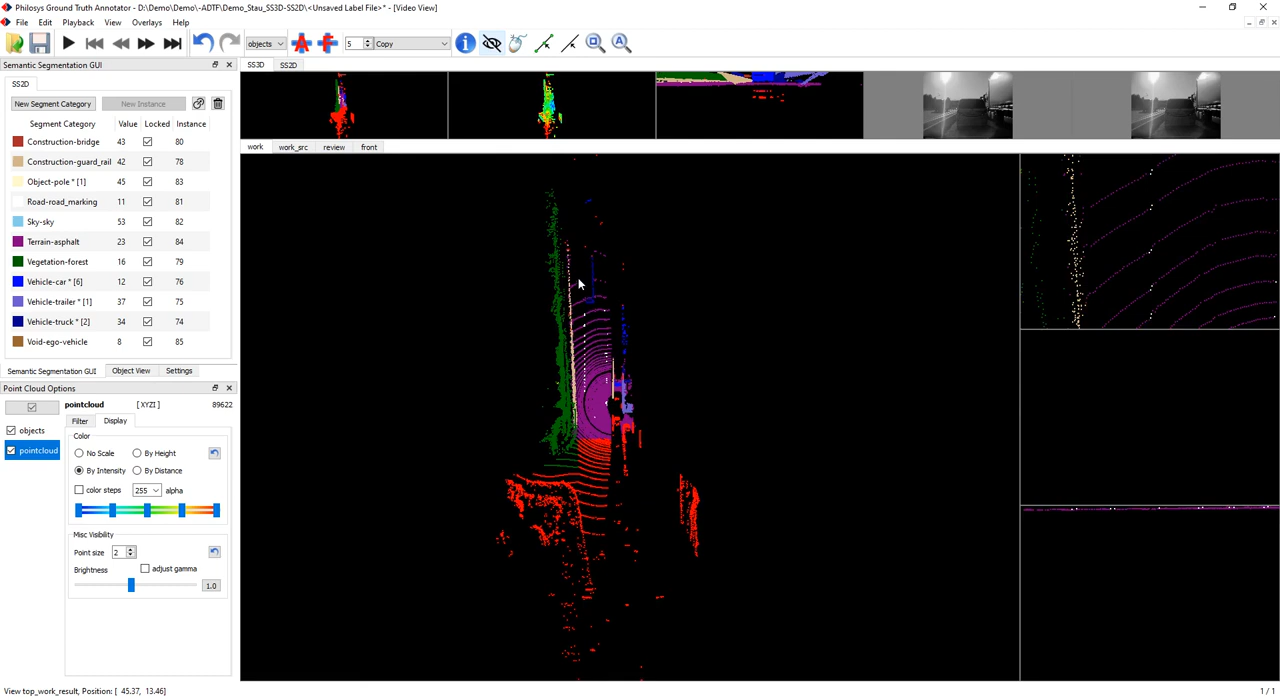 Philosys Ground Truth Annotator - D:\Demo\Demo\-ADTF\Demo_Stau_SS3D-SS2D\<Unsaved Label File>* - [Video View]
File Edit Playback View Overlays Help
objects A F 5 Copy
Semantic Segmentation GUI
SS2D
New Segment Category New Instance
Segment Category Value Locked Instance
Construction-bridge 43 80
Construction-guard_rail 42 78
Object-pole * [1] 45 83
Road-road_marking 11 81
Sky-sky 53 82
Terrain-asphalt 23 84
Vegetation-forest 16 79
Vehicle-car * [6] 12 76
Vehicle-trailer * [1] 37 75
Vehicle-truck * [2] 34 74
Void-ego-vehicle 8 85
Semantic Segmentation GUI Object View Settings
Point Cloud Options
pointcloud [XYZI] 89622
objects
pointcloud
Filter Display
Color
No Scale By Height
By Intensity By Distance
color steps 255 alpha
Misc Visibility
Point size 2
Brightness adjust gamma
1.0
SS3D SS2D
work work_src review front
View top_work_result, Position: [ 45.37, 13.46]
1 / 1